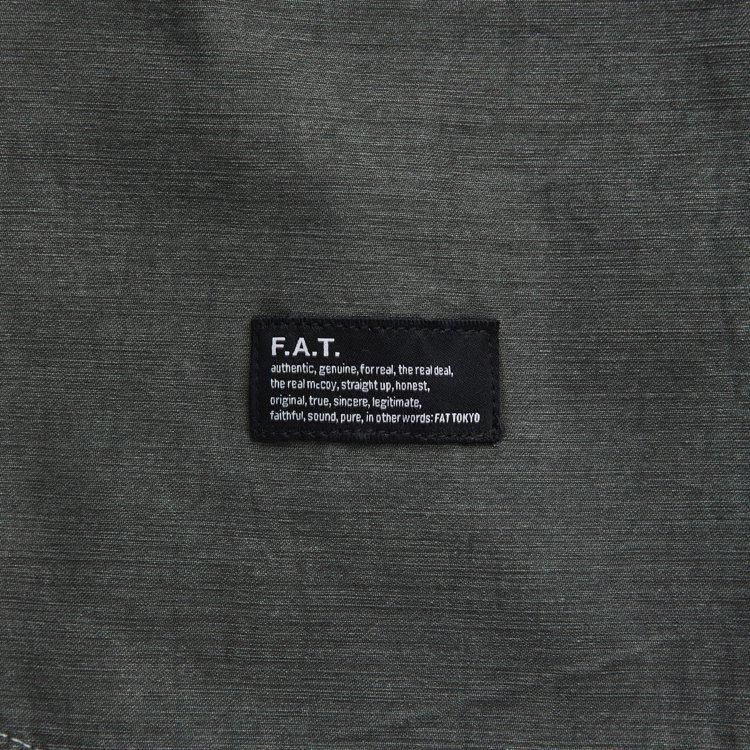 F.A.T.
authentic, genuine, for real, the real deal,
the real mccoy, straight up, honest,
original, true, sincere, legitimate,
faithful, sound, pure, in other words: FAT TOKYO